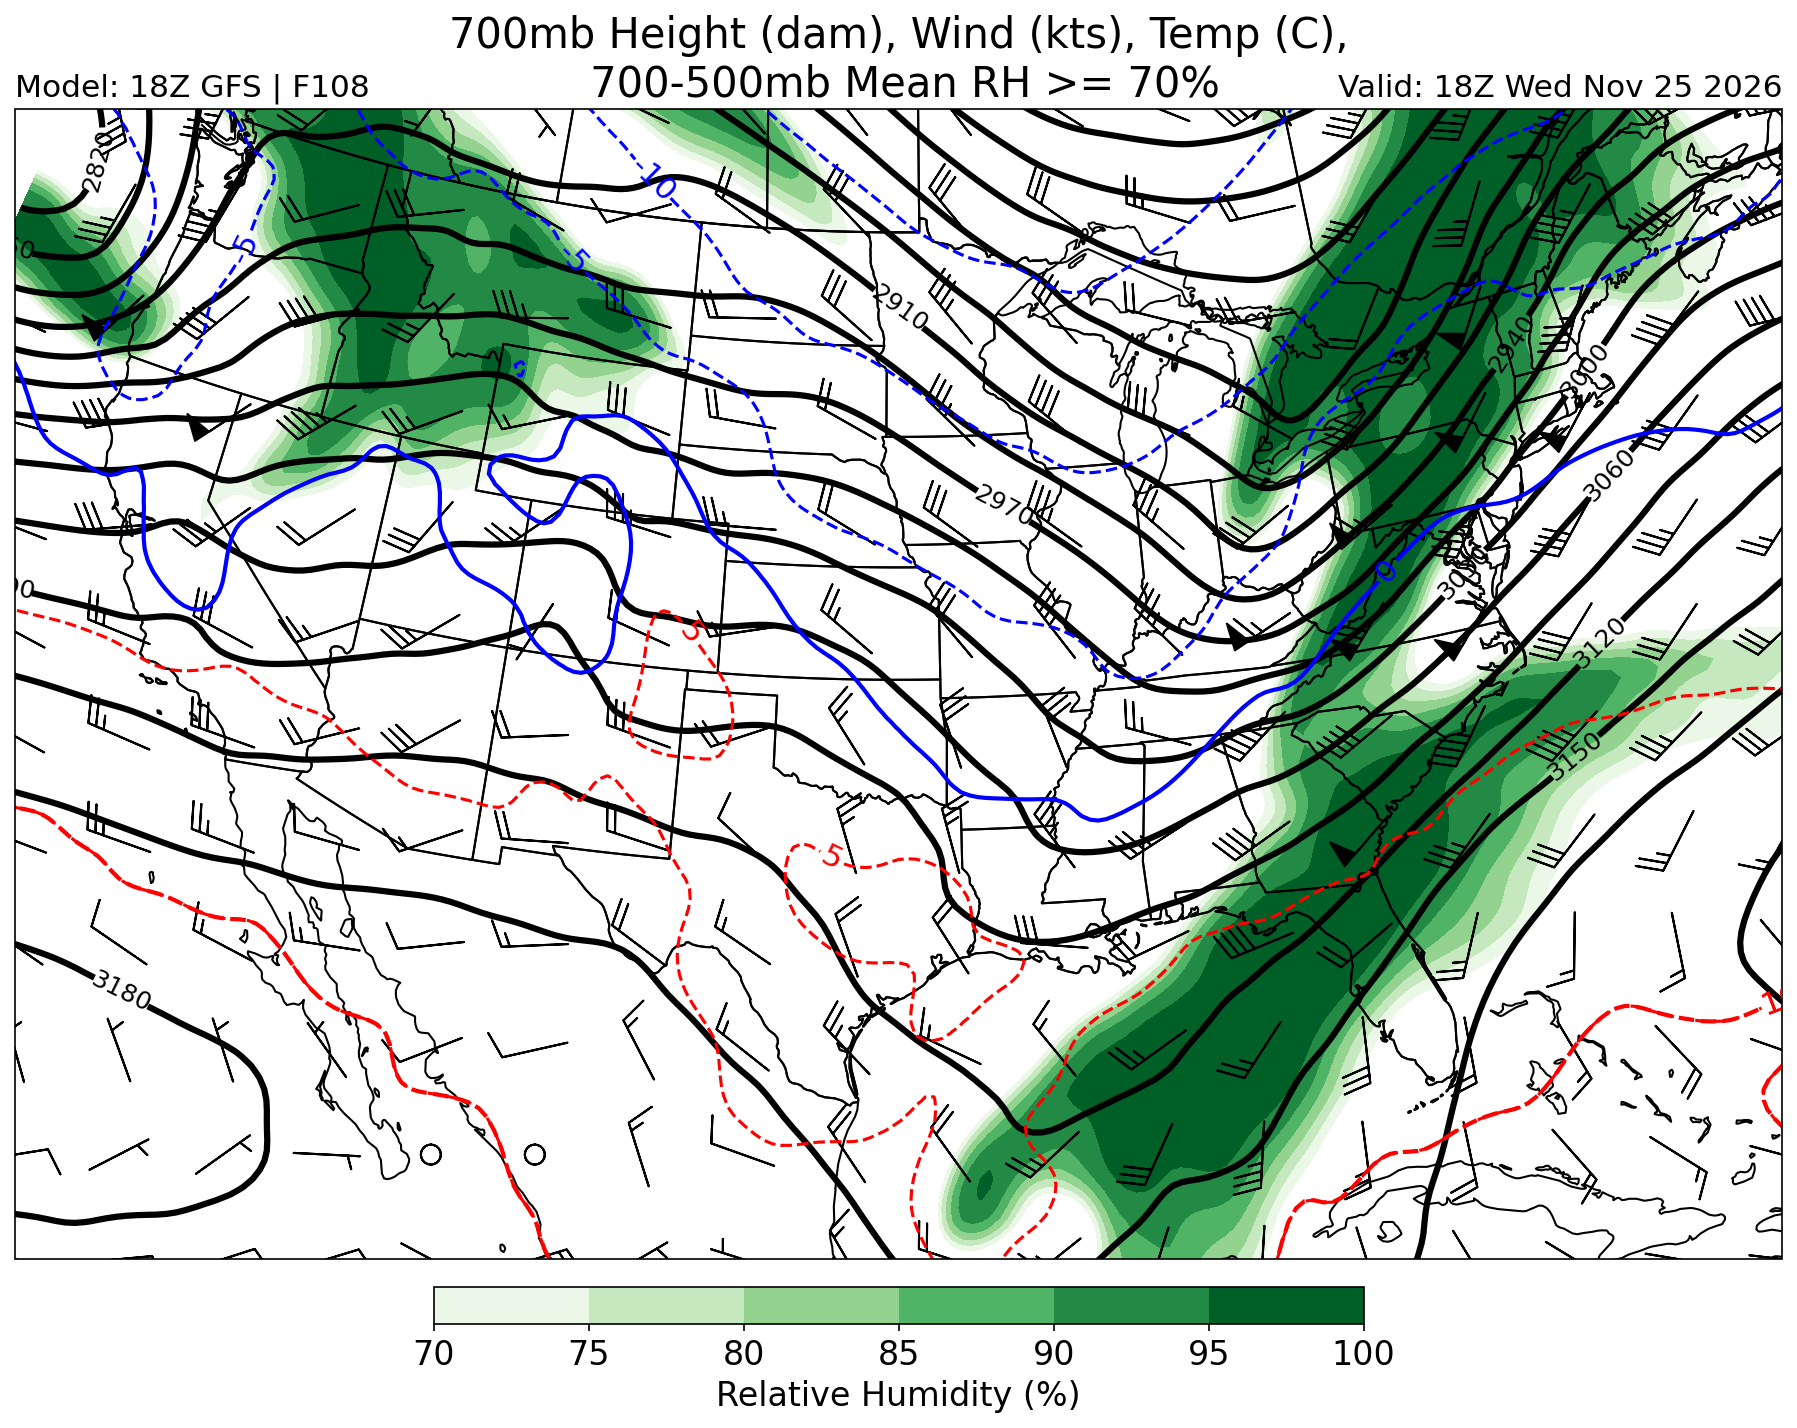 700mb Height (dam), Wind (kts), Temp (C),
700-500mb Mean RH >= 70%
Model: 18Z GFS | F108
Valid: 18Z Wed Nov 25 2026
2820
-5
-10
-5
2910
2940
3000
2970
3060
0
5
3120
3150
5
3180
70 75 80 85 90 95 100
Relative Humidity (%)